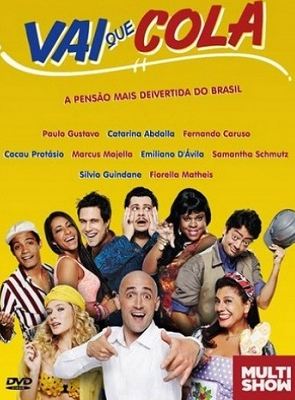 VAI QUE COLA
A PENSÃO MAIS DEIVERTIDA DO BRASIL
Paulo Gustavo Catarina Abdalla Fernando Caruso
Cacau Protásio Marcus Majella Emiliano D'Ávila Samantha Schmutz
Silvio Guindane Fiorella Matheis
DVD
MULTI
SHOW